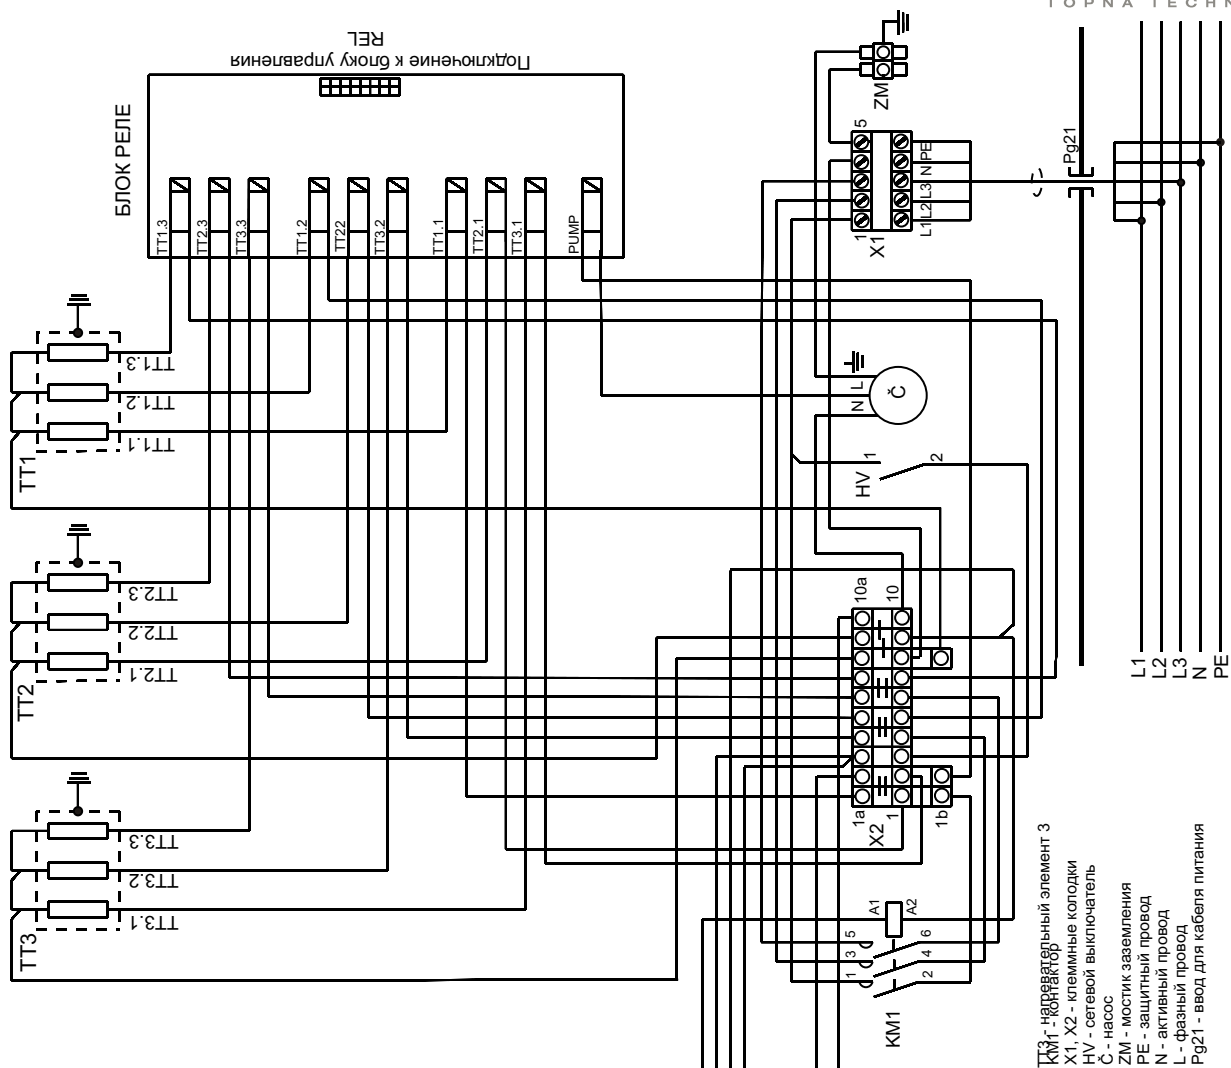 TOPNA TECHN
Подключение к блоку управления
REL
БЛОК РЕЛЕ
TT1.3
TT2.3
TT3.3
TT1.2
TT22
TT3.2
TT1.1
TT2.1
TT3.1
PUMP
ZM
5
1
X1
L1
L2
L3
N
PE
Pg21
TT1
TT1.3
TT1.2
TT1.1
N
L
Č
HV
1
2
TT2
TT2.3
TT2.2
TT2.1
10a
10
1a
1
1b
X2
L1
L2
L3
N
PE
TT3
TT3.3
TT3.2
TT3.1
A1
A2
5
3
1
6
4
2
KM1
TT3 - нагревательный элемент 3
KM1 - контактор
X1, X2 - клеммные колодки
HV - сетевой выключатель
Č - насос
ZM - мостик заземления
PE - защитный провод
N - активный провод
L - фазный провод
Pg21 - ввод для кабеля питания